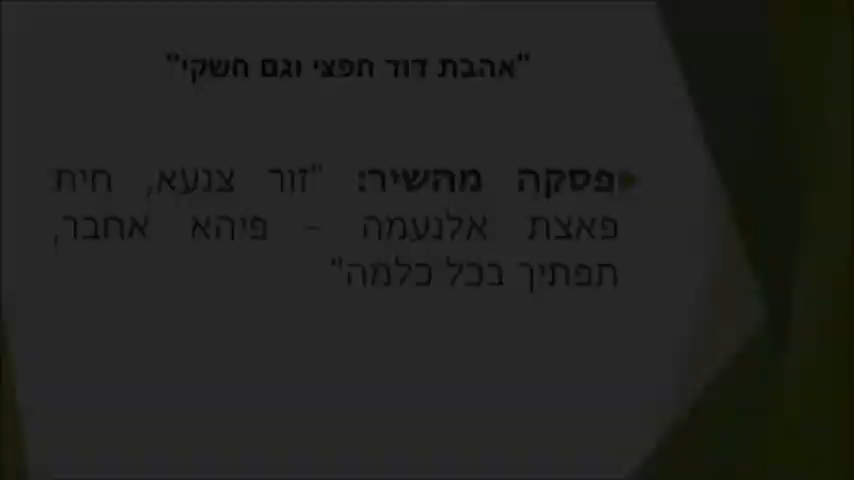 "אהבת דוד חפצי וגם חשקי"
•פסקה מהשיר: "זור צנעא, חית
פאצת אלנעמה - פיהא אחבר,
תפתיך בכל כלמה"